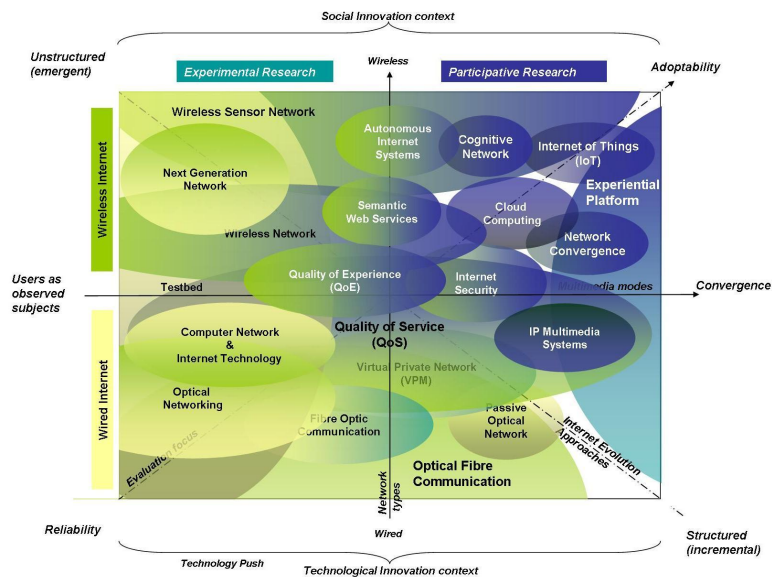 Social Innovation context
Unstructured
(emergent)
Experimental Research
Wireless
Participative Research
Adoptability
Wireless Sensor Network
Autonomous
Internet
Systems
Cognitive
Network
Internet of Things
(IoT)
Next Generation
Network
Experiential
Platform
Wireless Internet
Semantic
Web Services
Cloud
Computing
Wireless Network
Network
Convergence
Quality of Experience
(QoE)
Internet
Security
Users as
observed
subjects
Testbed
Multimedia modes
Convergence
Computer Network
&
Internet Technology
Quality of Service
(QoS)
IP Multimedia
Systems
Virtual Private Network
(VPM)
Wired Internet
Optical
Networking
Fibre Optic
Communication
Passive
Optical
Network
Internet Evolution
Approaches
Evaluation focus
Optical Fibre
Communication
Network
types
Reliability
Wired
Structured
(incremental)
Technology Push
Technological Innovation context